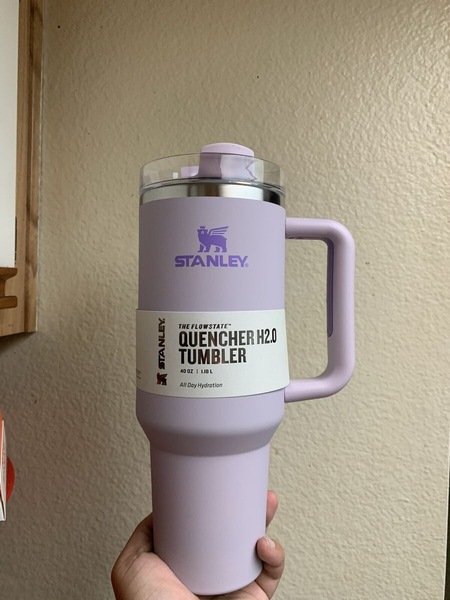 STANLEY®
STANLEY.
THE FLOWSTATE™
QUENCHER H2.0
TUMBLER
40 OZ | 1.18 L
All Day Hydration